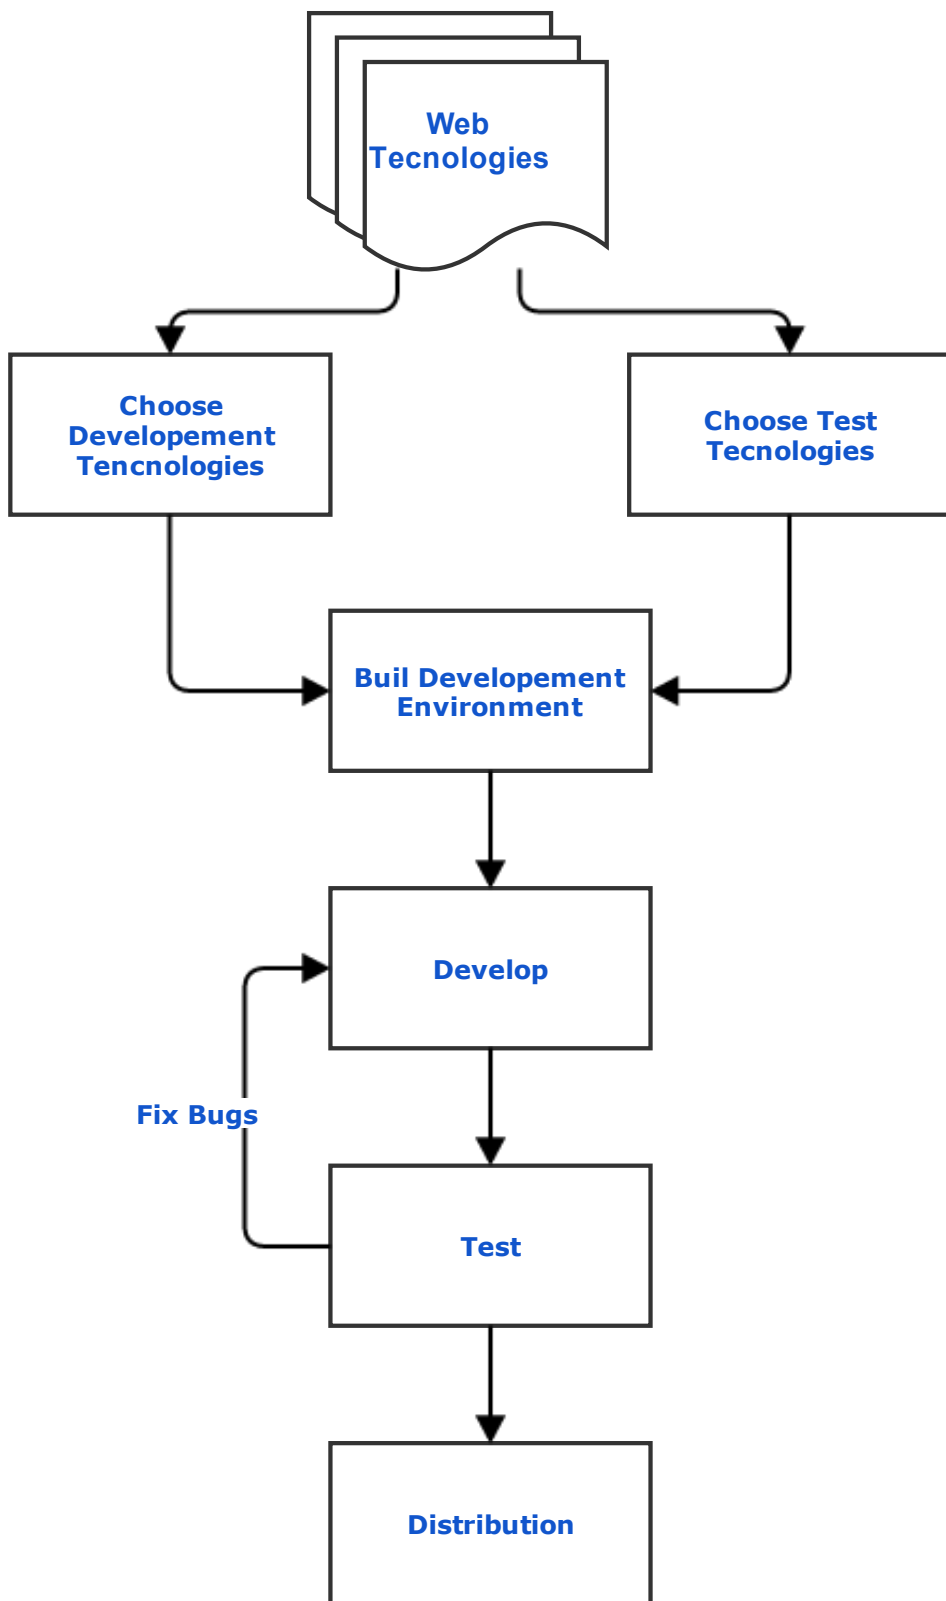 Web
Tecnologies
Choose
Developement
Tencnologies
Choose Test
Tecnologies
Buil Developement
Environment
Develop
Fix Bugs
Test
Distribution